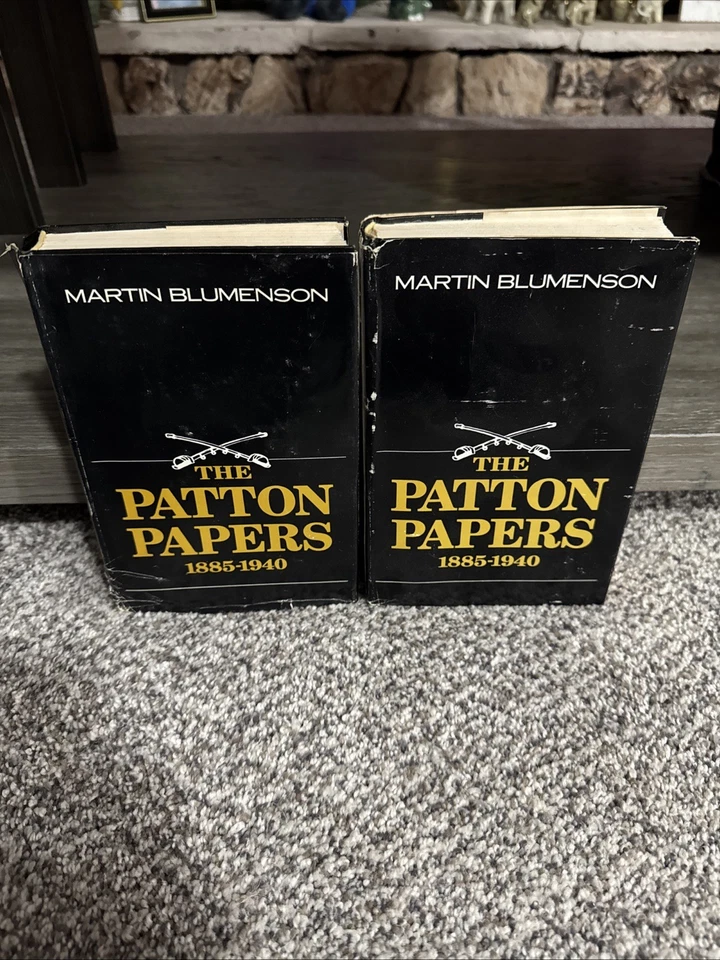 MARTIN BLUMENSON
THE
PATTON
PAPERS
1885-1940
MARTIN BLUMENSON
THE
PATTON
PAPERS
1885-1940